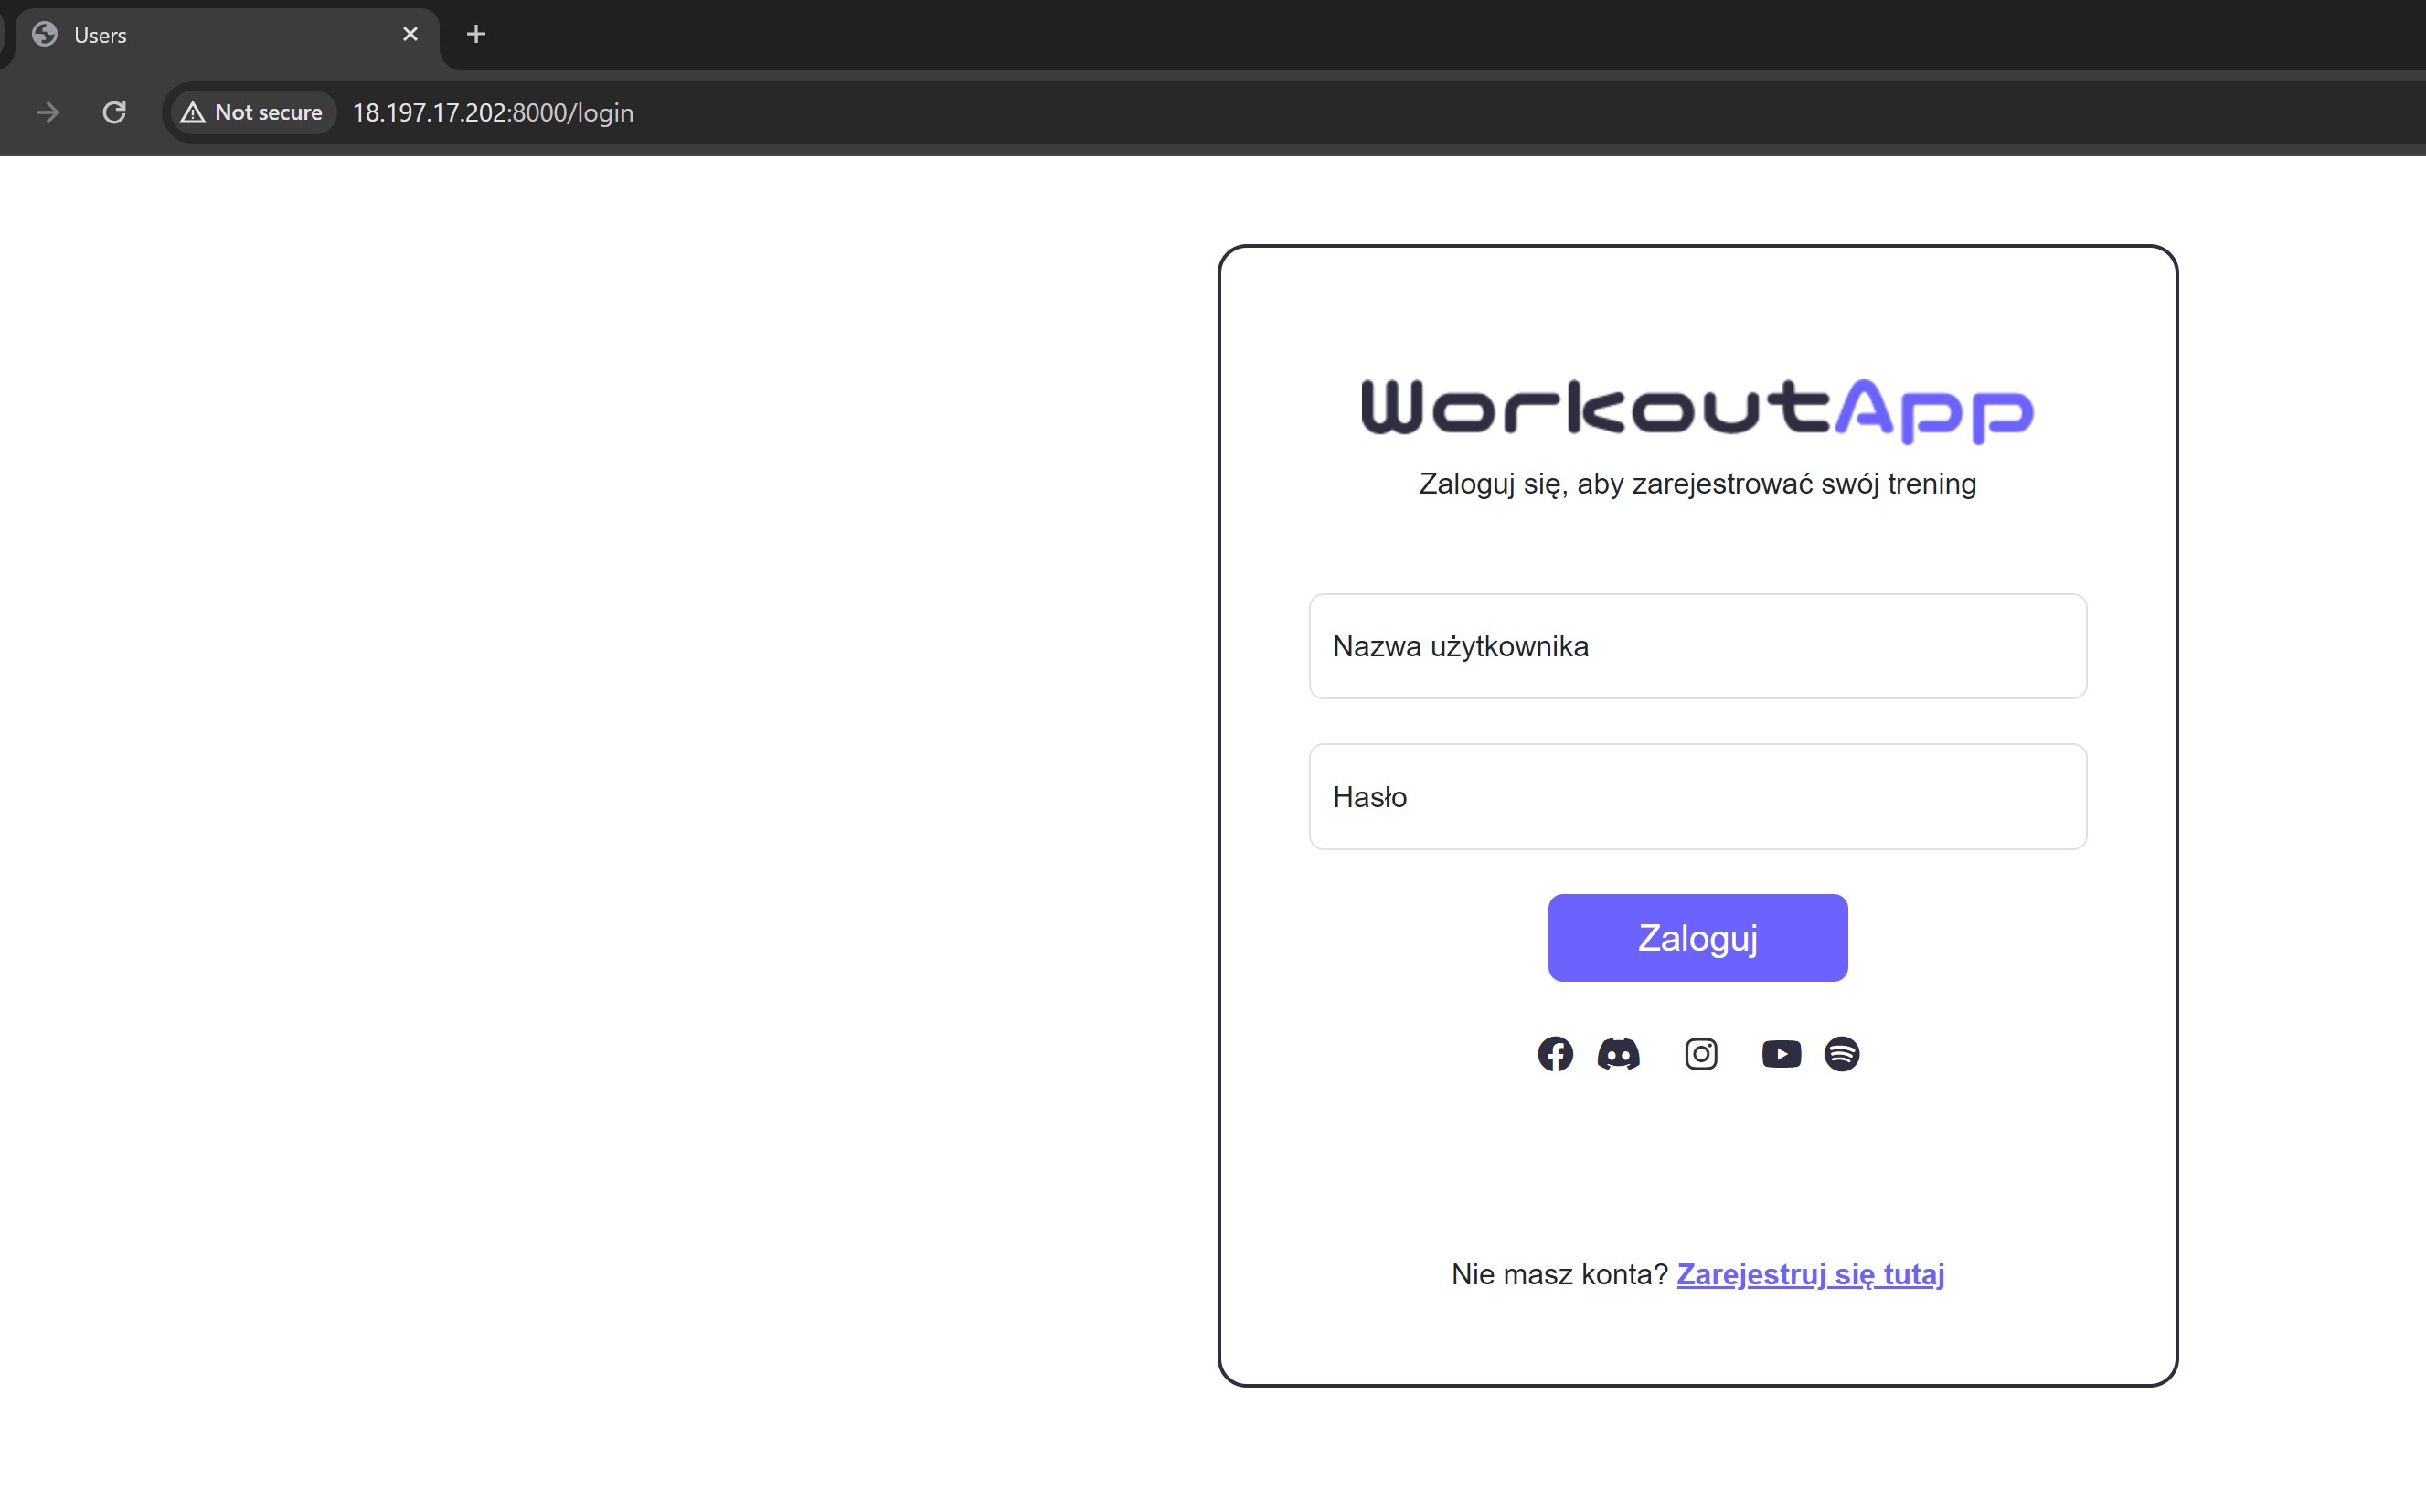 Users
Not secure 18.197.17.202:8000/login
WorkoutApp
Zaloguj się, aby zarejestrować swój trening
Nazwa użytkownika
Hasło
Zaloguj
Nie masz konta? Zarejestruj się tutaj